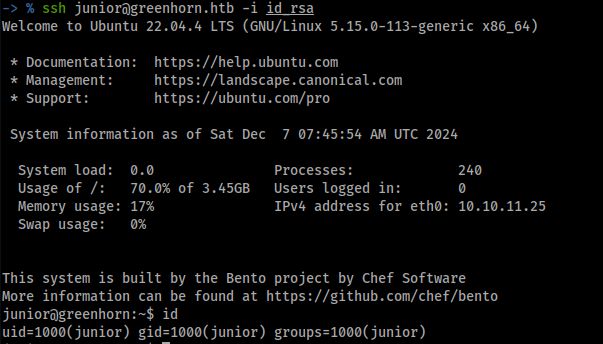 -> % ssh junior@greenhorn.htb -i id_rsa
Welcome to Ubuntu 22.04.4 LTS (GNU/Linux 5.15.0-113-generic x86_64)
* Documentation:  https://help.ubuntu.com
* Management:     https://landscape.canonical.com
* Support:        https://ubuntu.com/pro
System information as of Sat Dec  7 07:45:54 AM UTC 2024
System load:  0.0               Processes:             240
Usage of /:   70.0% of 3.45GB   Users logged in:       0
Memory usage: 17%               IPv4 address for eth0: 10.10.11.25
Swap usage:   0%
This system is built by the Bento project by Chef Software
More information can be found at https://github.com/chef/bento
junior@greenhorn:~$ id
uid=1000(junior) gid=1000(junior) groups=1000(junior)